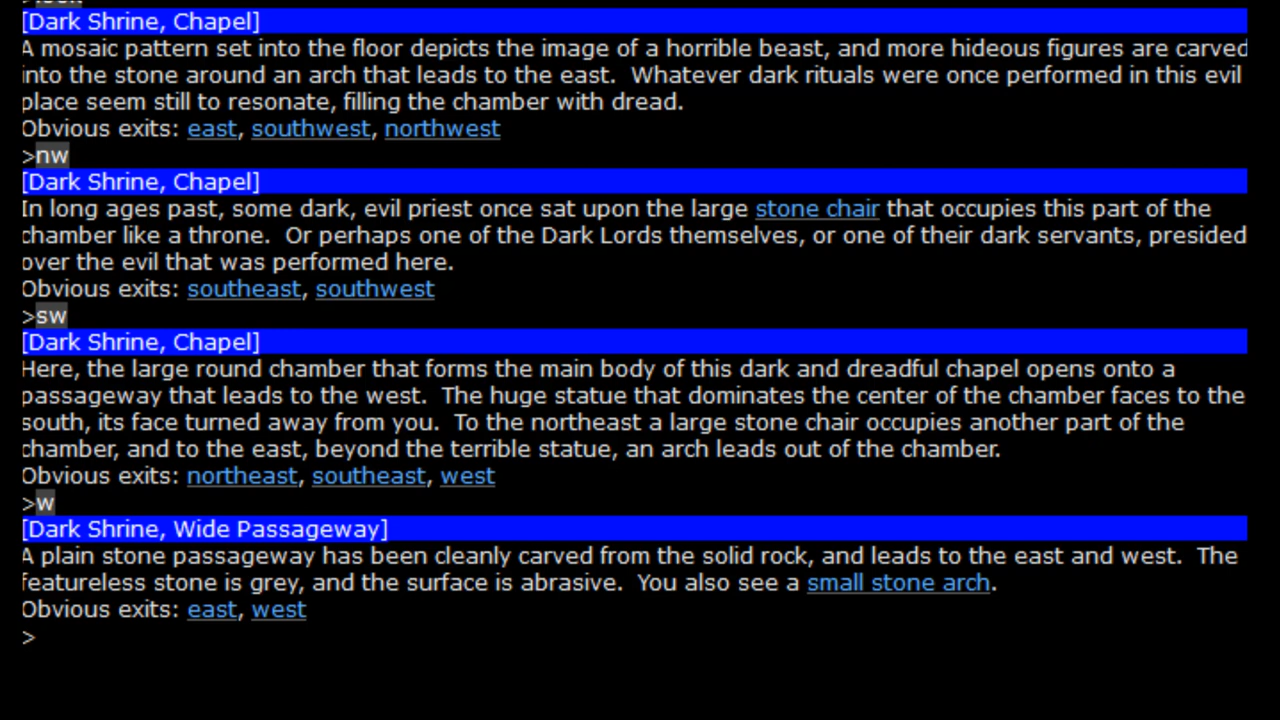 >look
[Dark Shrine, Chapel]
A mosaic pattern set into the floor depicts the image of a horrible beast, and more hideous figures are carved
into the stone around an arch that leads to the east.  Whatever dark rituals were once performed in this evil
place seem still to resonate, filling the chamber with dread.
Obvious exits: east, southwest, northwest
>nw
[Dark Shrine, Chapel]
In long ages past, some dark, evil priest once sat upon the large stone chair that occupies this part of the
chamber like a throne.  Or perhaps one of the Dark Lords themselves, or one of their dark servants, presided
over the evil that was performed here.
Obvious exits: southeast, southwest
>sw
[Dark Shrine, Chapel]
Here, the large round chamber that forms the main body of this dark and dreadful chapel opens onto a
passageway that leads to the west.  The huge statue that dominates the center of the chamber faces to the
south, its face turned away from you.  To the northeast a large stone chair occupies another part of the
chamber, and to the east, beyond the terrible statue, an arch leads out of the chamber.
Obvious exits: northeast, southeast, west
>w
[Dark Shrine, Wide Passageway]
A plain stone passageway has been cleanly carved from the solid rock, and leads to the east and west.  The
featureless stone is grey, and the surface is abrasive.  You also see a small stone arch.
Obvious exits: east, west
>